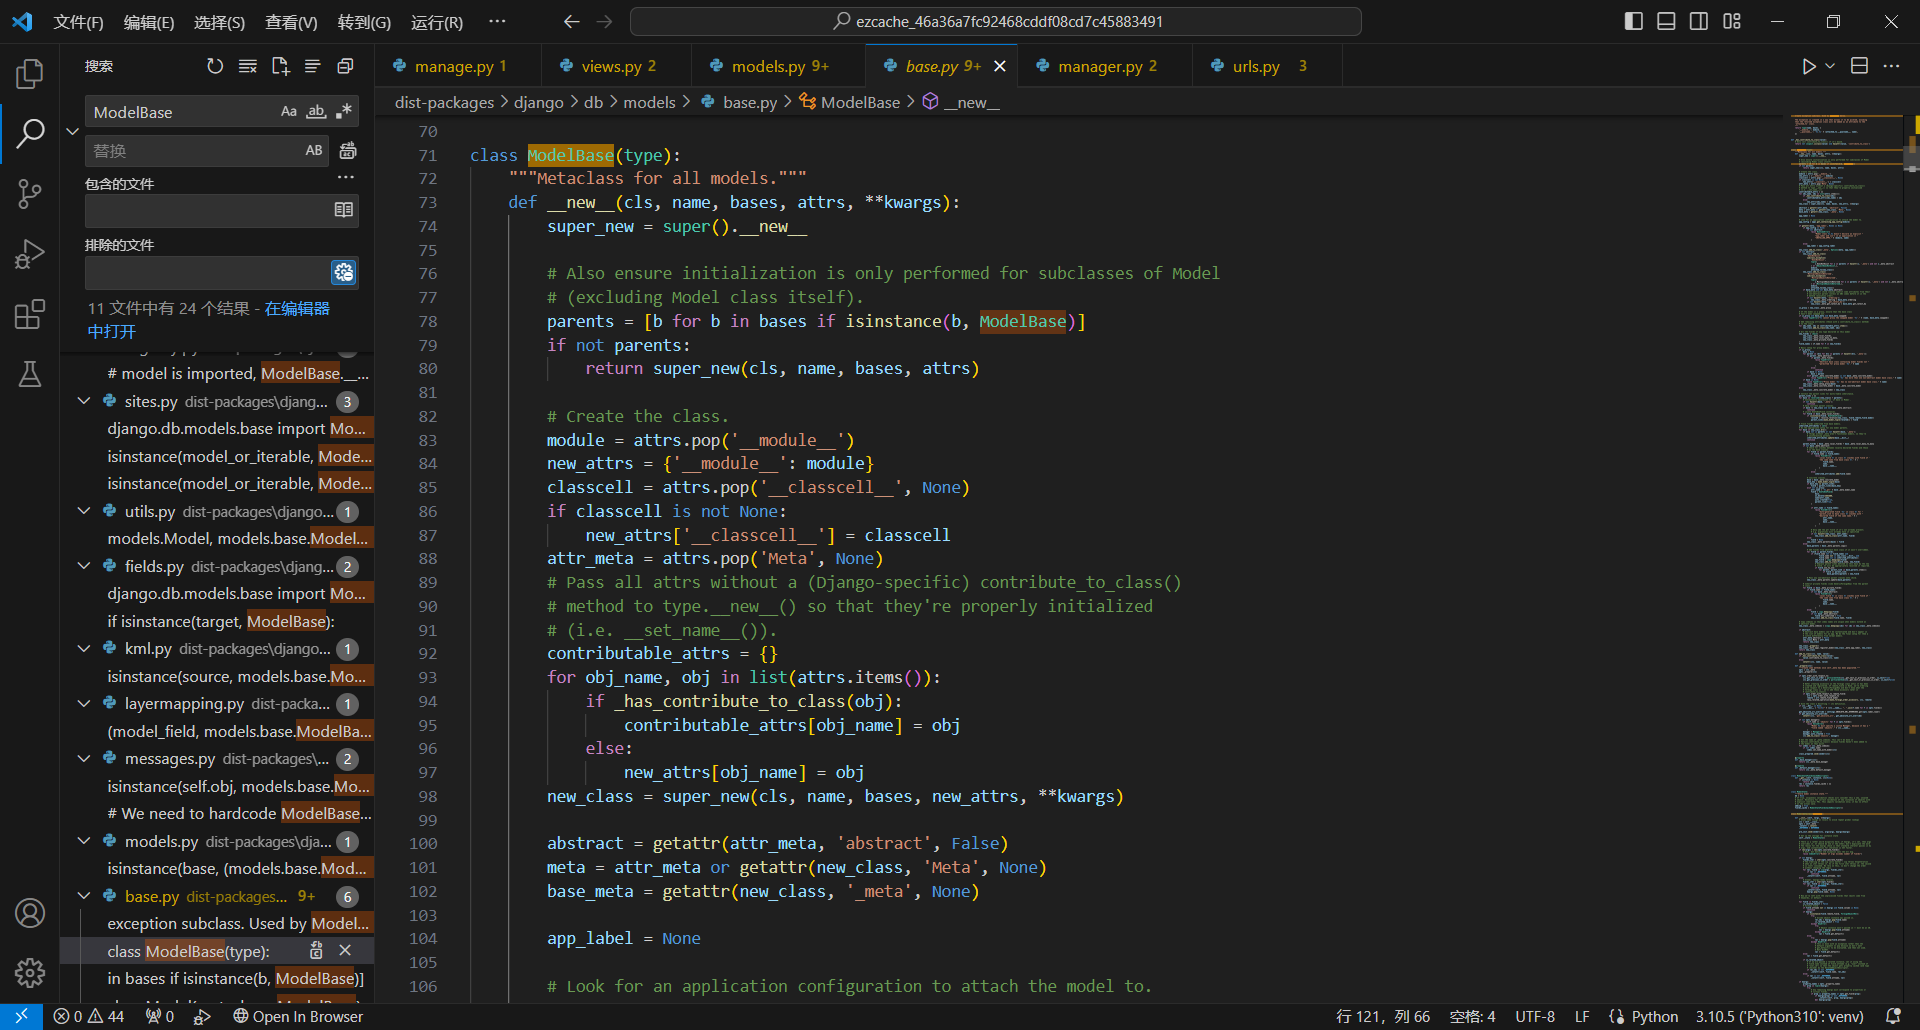 文件(F) 编辑(E) 选择(S) 查看(V) 转到(G) 运行(R) ··· ezcache_46a36a7fc92468cddf08cd7c45883491
搜索
manage.py 1 views.py 2 models.py 9+ base.py 9+ manager.py 2 urls.py 3
dist-packages > django > db > models > base.py > ModelBase > __new__
ModelBase
Aa ab .*
替换
AB
包含的文件
排除的文件
11 文件中有 24 个结果 - 在编辑器
中打开
# model is imported, ModelBase.__...
sites.py dist-packages\djang... 3
django.db.models.base import Mo...
isinstance(model_or_iterable, Mode...
isinstance(model_or_iterable, Mode...
utils.py dist-packages\django... 1
models.Model, models.base.Model...
fields.py dist-packages\djang... 2
django.db.models.base import Mo...
if isinstance(target, ModelBase):
kml.py dist-packages\django... 1
isinstance(source, models.base.Mo...
layermapping.py dist-packa... 1
(model_field, models.base.ModelBa...
messages.py dist-packages\... 2
isinstance(self.obj, models.base.Mo...
# We need to hardcode ModelBase...
models.py dist-packages\dja... 1
isinstance(base, (models.base.Mod...
base.py dist-packages... 9+ 6
exception subclass. Used by Model...
class ModelBase(type):
in bases if isinstance(b, ModelBase)]
70
71 class ModelBase(type):
72 """Metaclass for all models."""
73 def __new__(cls, name, bases, attrs, **kwargs):
74 super_new = super().__new__
75
76 # Also ensure initialization is only performed for subclasses of Model
77 # (excluding Model class itself).
78 parents = [b for b in bases if isinstance(b, ModelBase)]
79 if not parents:
80 return super_new(cls, name, bases, attrs)
81
82 # Create the class.
83 module = attrs.pop('__module__')
84 new_attrs = {'__module__': module}
85 classcell = attrs.pop('__classcell__', None)
86 if classcell is not None:
87 new_attrs['__classcell__'] = classcell
88 attr_meta = attrs.pop('Meta', None)
89 # Pass all attrs without a (Django-specific) contribute_to_class()
90 # method to type.__new__() so that they're properly initialized
91 # (i.e. __set_name__()).
92 contributable_attrs = {}
93 for obj_name, obj in list(attrs.items()):
94 if _has_contribute_to_class(obj):
95 contributable_attrs[obj_name] = obj
96 else:
97 new_attrs[obj_name] = obj
98 new_class = super_new(cls, name, bases, new_attrs, **kwargs)
99
100 abstract = getattr(attr_meta, 'abstract', False)
101 meta = attr_meta or getattr(new_class, 'Meta', None)
102 base_meta = getattr(new_class, '_meta', None)
103
104 app_label = None
105
106 # Look for an application configuration to attach the model to.
0 44 0 Open In Browser 行 121, 列 66 空格: 4 UTF-8 LF Python 3.10.5 ('Python310': venv)